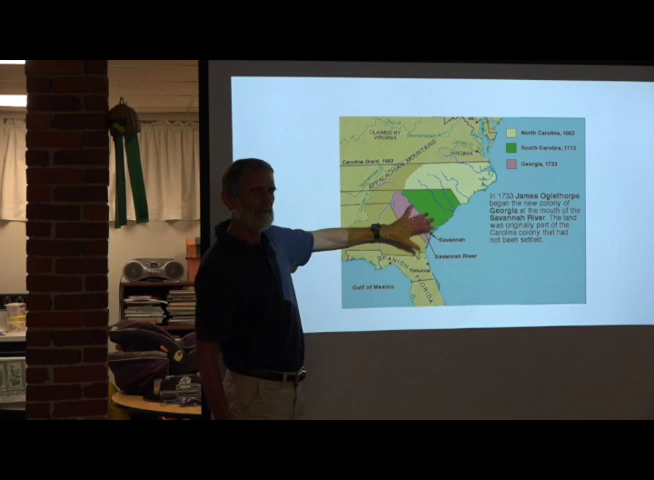 CLAIMED BY
VIRGINIA
VIRGINIA
Carolina Grant, 1663
APPALACHIAN MOUNTAINS
North Carolina, 1663
South Carolina, 1712
Georgia, 1733
In 1733 James Oglethorpe
began the new colony of
Georgia at the mouth of the
Savannah River. The land
was originally part of the
Carolina colony that had
not been settled.
Savannah
Savannah River
SPANISH
FLORIDA
Timucua
Gulf of Mexico